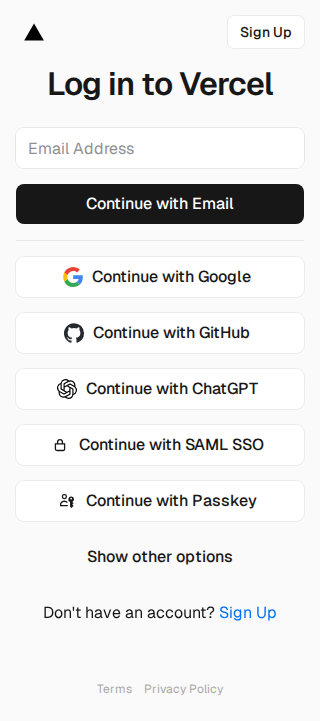 Sign Up
Log in to Vercel
Email Address
Continue with Email
Continue with Google
Continue with GitHub
Continue with ChatGPT
Continue with SAML SSO
Continue with Passkey
Show other options
Don't have an account? Sign Up
Terms Privacy Policy